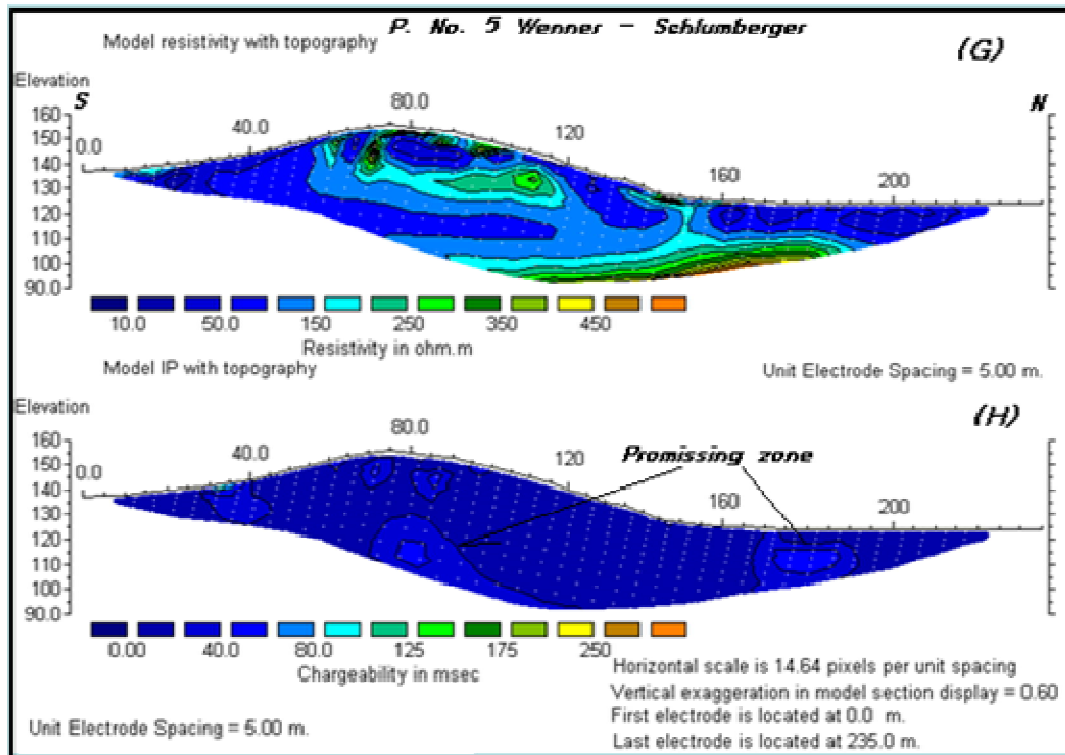 P. No. 5 Wenner - Schlumberger
Model resistivity with topography
(G)
Elevation
S
N
80.0
40.0
120
0.0
160
200
160
150
140
130
120
110
100
90.0
10.0 50.0 150 250 350 450
Resistivity in ohm.m
Unit Electrode Spacing = 5.00 m.
Model IP with topography
Elevation
(H)
80.0
40.0
120
Promissing zone
0.0
160
200
160
150
140
130
120
110
100
90.0
0.00 40.0 80.0 125 175 250
Chargeability in msec
Horizontal scale is 14.64 pixels per unit spacing
Vertical exaggeration in model section display = 0.60
First electrode is located at 0.0 m.
Last electrode is located at 235.0 m.
Unit Electrode Spacing = 5.00 m.